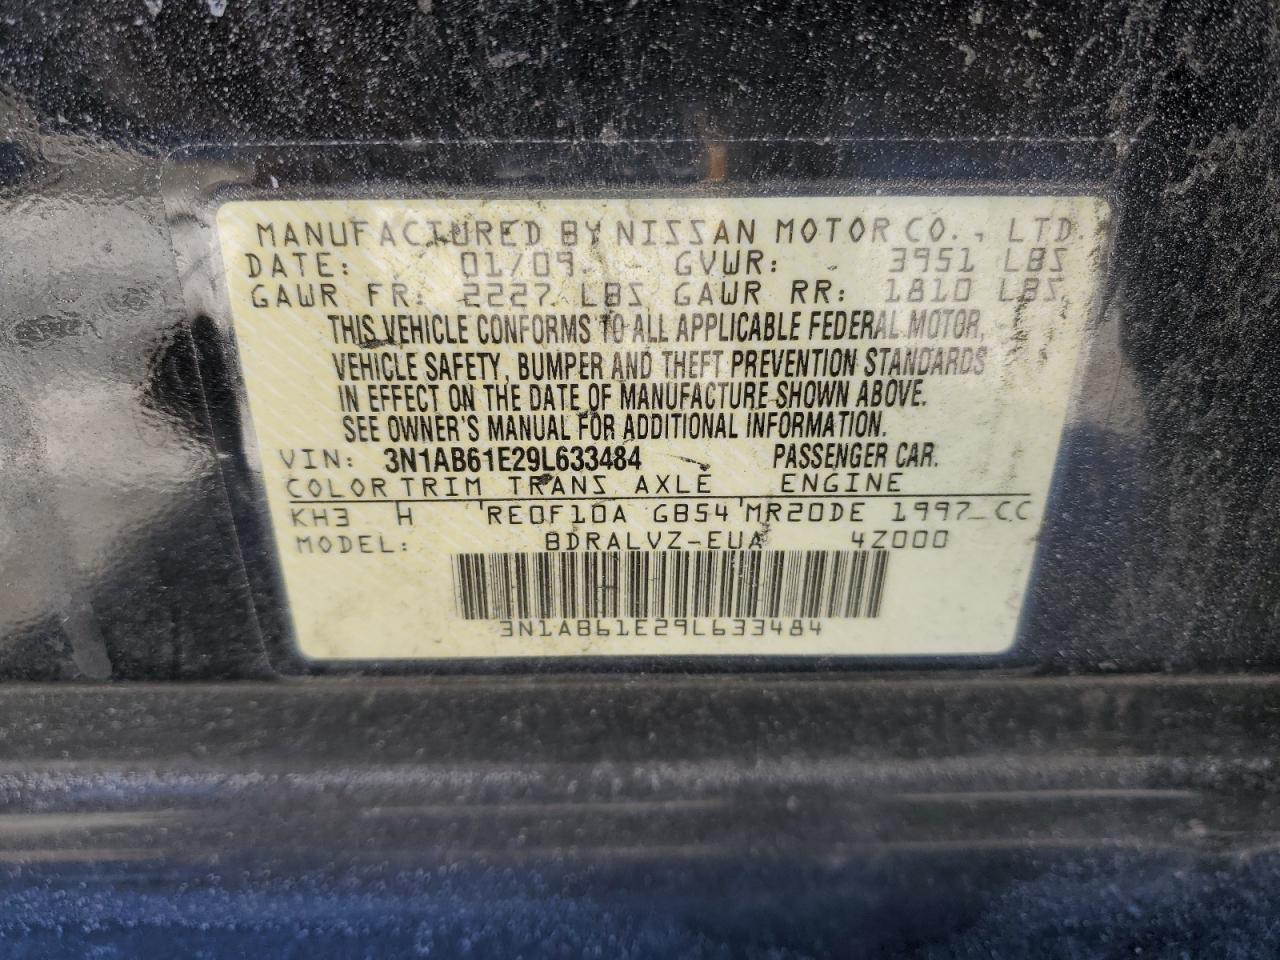 MANUFACTURED BY NISSAN MOTOR CO., LTD.
DATE: 01/09 GVWR: 3951 LBS
GAWR FR: 2227 LBS GAWR RR: 1810 LBS
THIS VEHICLE CONFORMS TO ALL APPLICABLE FEDERAL MOTOR
VEHICLE SAFETY, BUMPER AND THEFT PREVENTION STANDARDS
IN EFFECT ON THE DATE OF MANUFACTURE SHOWN ABOVE.
SEE OWNER'S MANUAL FOR ADDITIONAL INFORMATION.
VIN: 3N1AB61E29L633484 PASSENGER CAR.
COLOR TRIM TRANS AXLE ENGINE
KH3 H RE0F10A GB54 MR20DE 1997 CC
MODEL: BDRALVZ-EUA 4Z000
3N1AB61E29L633484